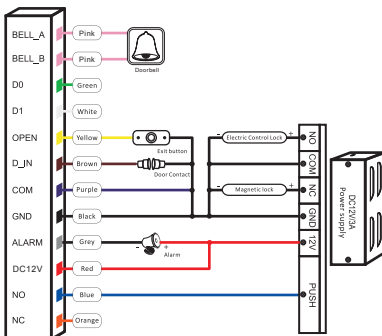 BELL_A
Pink
BELL_B
Pink
Doorbell
D0
Green
D1
White
OPEN
Yellow
Exit button
D_IN
Brown
Door Contact
COM
Purple
GND
Black
ALARM
Grey
- +
Alarm
DC12V
Red
NO
Blue
NC
Orange
- Electric Control Lock +
- Magnetic lock +
NO
COM
NC
GND
12V
PUSH
DC12V/3A
Power supply